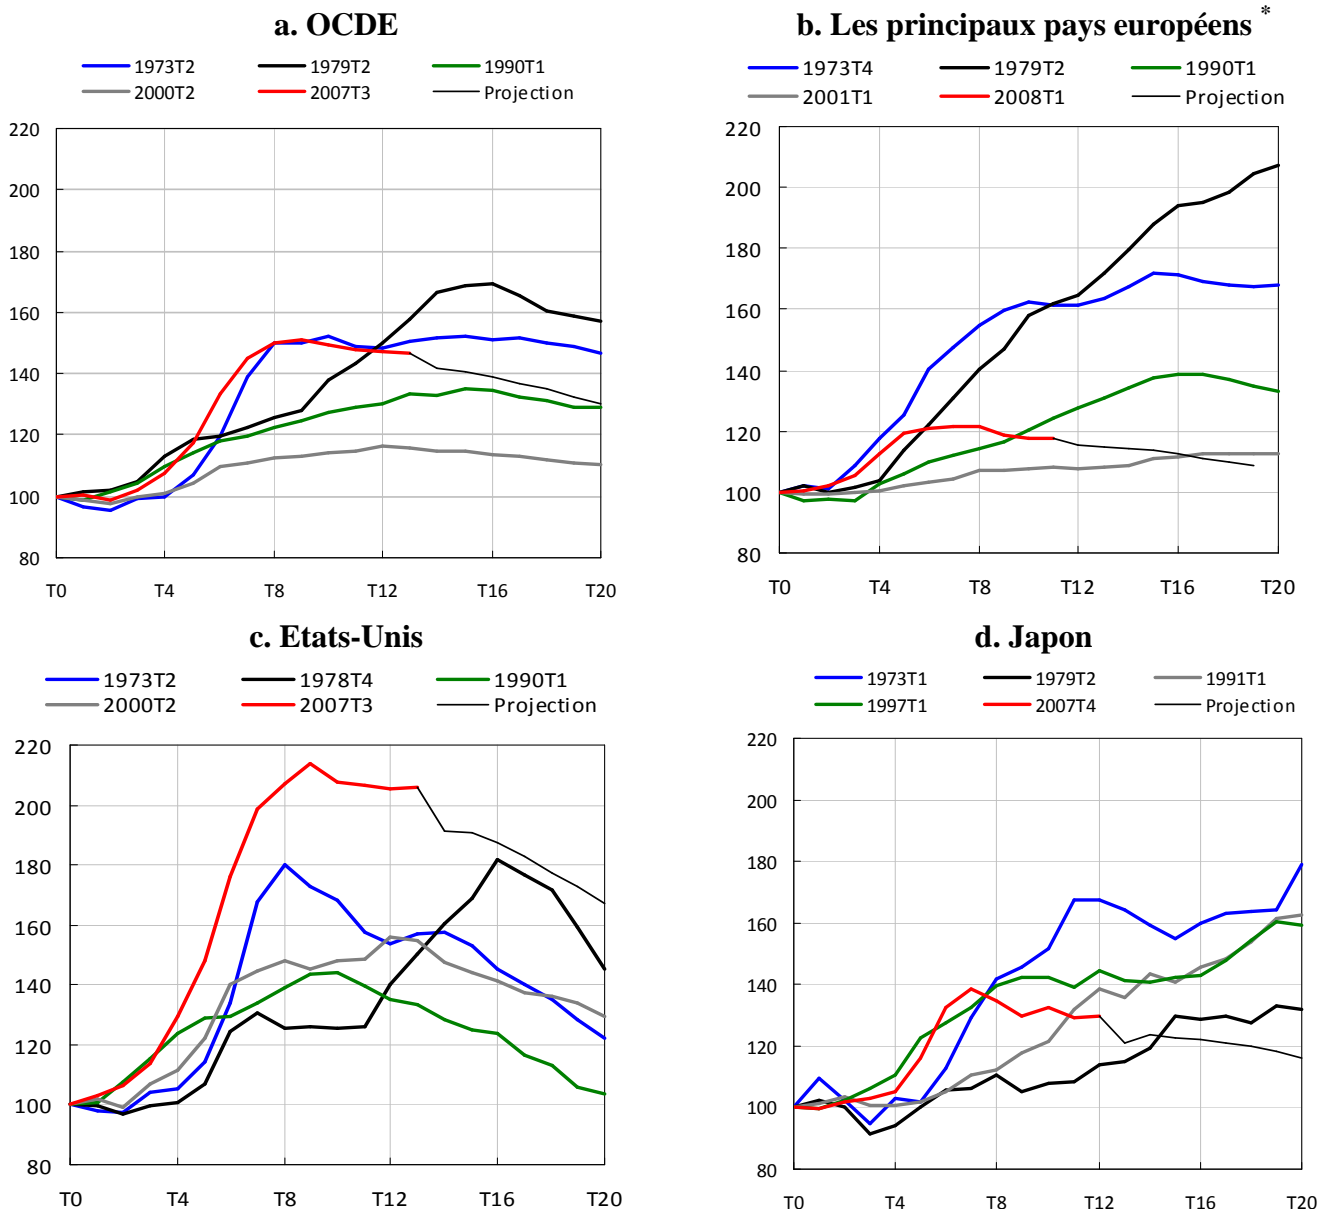 a. OCDE
1973T2 1979T2 1990T1
2000T2 2007T3 Projection
220
200
180
160
140
120
100
80
T0 T4 T8 T12 T16 T20
b. Les principaux pays européens *
1973T4 1979T2 1990T1
2001T1 2008T1 Projection
220
200
180
160
140
120
100
80
T0 T4 T8 T12 T16 T20
c. Etats-Unis
1973T2 1978T4 1990T1
2000T2 2007T3 Projection
220
200
180
160
140
120
100
80
T0 T4 T8 T12 T16 T20
d. Japon
1973T1 1979T2 1991T1
1997T1 2007T4 Projection
220
200
180
160
140
120
100
80
T0 T4 T8 T12 T16 T20